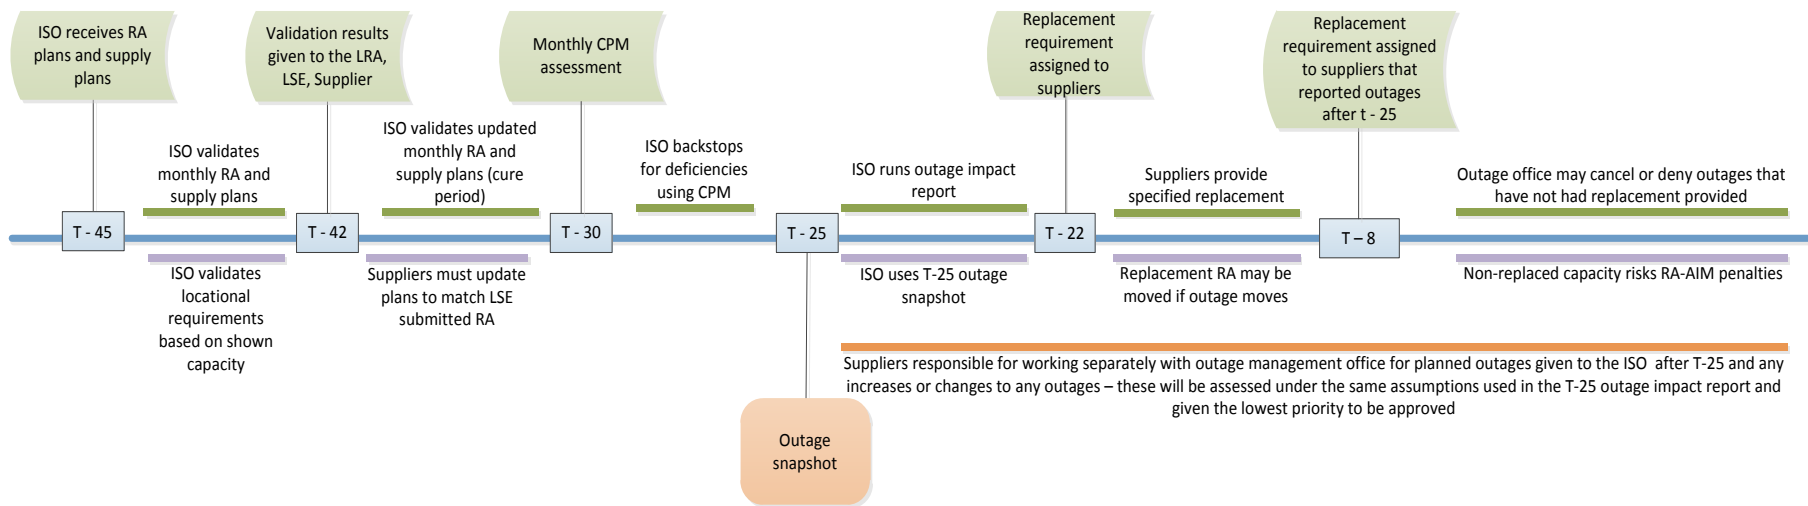 ISO receives RA
plans and supply
plans
Validation results
given to the LRA,
LSE, Supplier
Monthly CPM
assessment
Replacement
requirement
assigned to
suppliers
Replacement
requirement assigned
to suppliers that
reported outages
after t - 25
ISO validates
monthly RA and
supply plans
ISO validates updated
monthly RA and
supply plans (cure
period)
ISO backstops
for deficiencies
using CPM
ISO runs outage impact
report
Suppliers provide
specified replacement
Outage office may cancel or deny outages that
have not had replacement provided
T - 45
T - 42
T - 30
T - 25
T - 22
T – 8
ISO validates
locational
requirements
based on shown
capacity
Suppliers must update
plans to match LSE
submitted RA
ISO uses T-25 outage
snapshot
Replacement RA may be
moved if outage moves
Non-replaced capacity risks RA-AIM penalties
Suppliers responsible for working separately with outage management office for planned outages given to the ISO  after T-25 and any
increases or changes to any outages – these will be assessed under the same assumptions used in the T-25 outage impact report and
given the lowest priority to be approved
Outage
snapshot